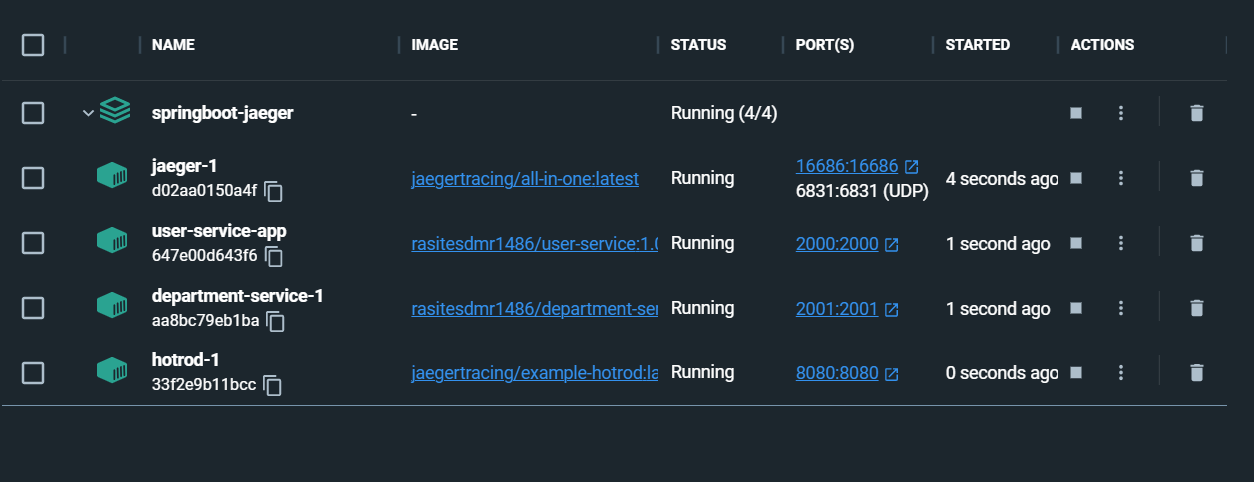 NAME IMAGE STATUS PORT(S) STARTED ACTIONS
springboot-jaeger - Running (4/4)
jaeger-1
d02aa0150a4f
jaegertracing/all-in-one:latest Running
16686:16686
6831:6831 (UDP)
4 seconds ago
user-service-app
647e00d643f6
rasitesdmr1486/user-service:1.0 Running 2000:2000 1 second ago
department-service-1
aa8bc79eb1ba
rasitesdmr1486/department-ser Running 2001:2001 1 second ago
hotrod-1
33f2e9b11bcc
jaegertracing/example-hotrod:la Running 8080:8080 0 seconds ago